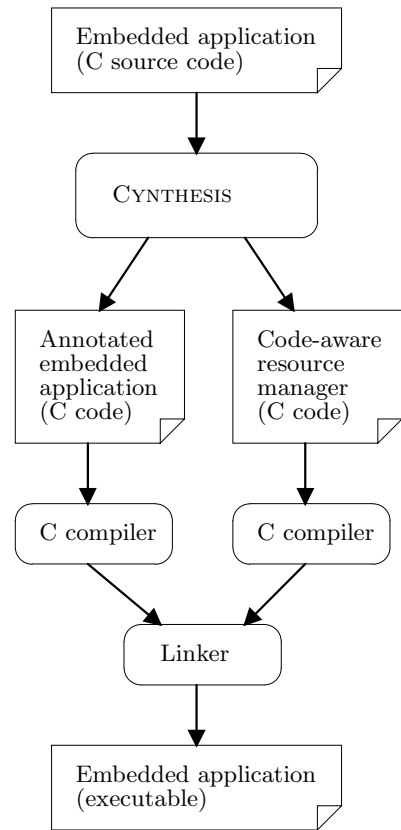 Embedded application
(C source code)
CYNTHESIS
Annotated
embedded
application
(C code)
Code-aware
resource
manager
(C code)
C compiler
C compiler
Linker
Embedded application
(executable)